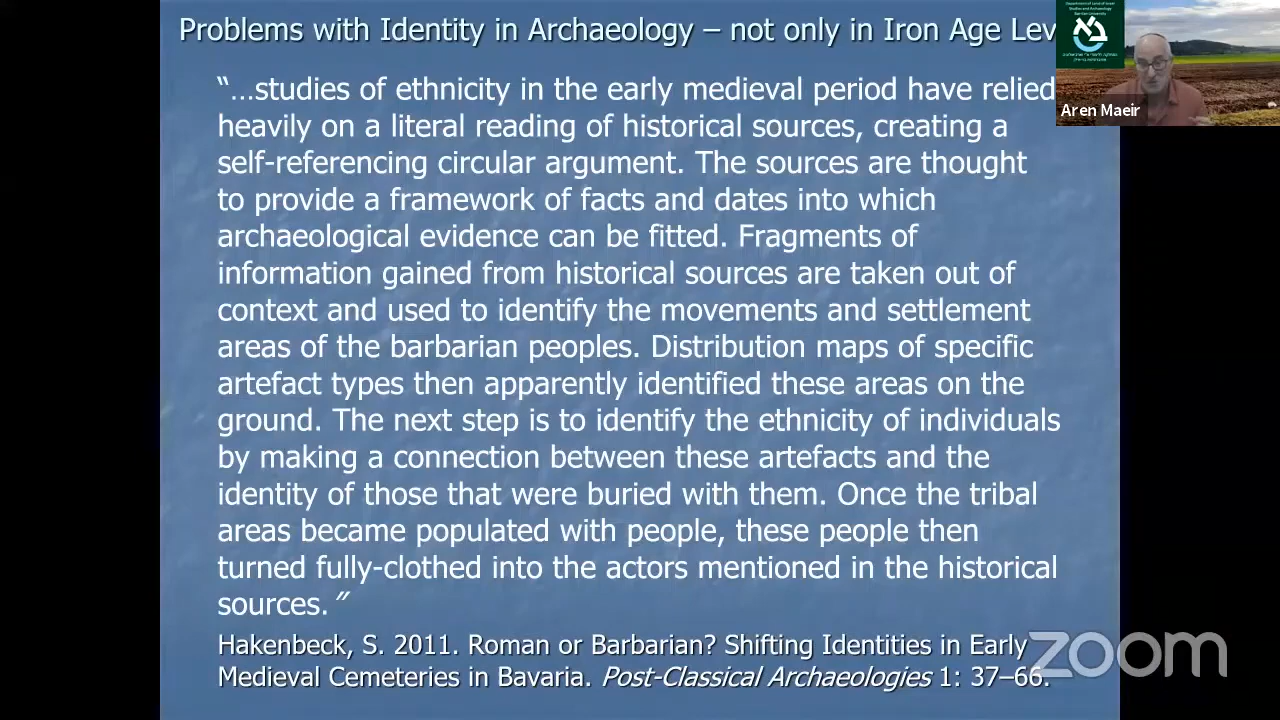 Problems with Identity in Archaeology – not only in Iron Age Lev
“…studies of ethnicity in the early medieval period have relied
heavily on a literal reading of historical sources, creating a
self-referencing circular argument. The sources are thought
to provide a framework of facts and dates into which
archaeological evidence can be fitted. Fragments of
information gained from historical sources are taken out of
context and used to identify the movements and settlement
areas of the barbarian peoples. Distribution maps of specific
artefact types then apparently identified these areas on the
ground. The next step is to identify the ethnicity of individuals
by making a connection between these artefacts and the
identity of those that were buried with them. Once the tribal
areas became populated with people, these people then
turned fully-clothed into the actors mentioned in the historical
sources.”
Hakenbeck, S. 2011. Roman or Barbarian? Shifting Identities in Early
Medieval Cemeteries in Bavaria. Post-Classical Archaeologies 1: 37–66.
Aren Maeir
zoom